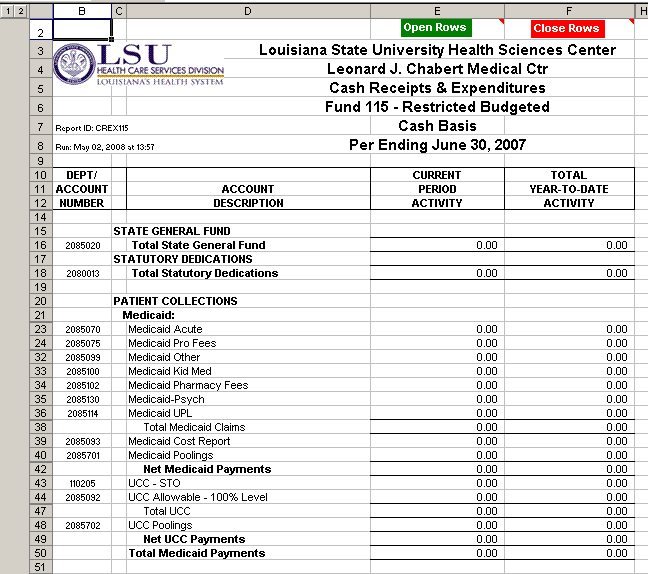 1 2 B C D E F H
2 Open Rows Close Rows
3 LSU Louisiana State University Health Sciences Center
4 HEALTH CARE SERVICES DIVISION Leonard J. Chabert Medical Ctr
5 LOUISIANA'S HEALTH SYSTEM Cash Receipts & Expenditures
6 Fund 115 - Restricted Budgeted
7 Report ID: CREX115 Cash Basis
8 Run: May 02, 2008 at 13:57 Per Ending June 30, 2007
9
10 DEPT/ CURRENT TOTAL
11 ACCOUNT ACCOUNT PERIOD YEAR-TO-DATE
12 NUMBER DESCRIPTION ACTIVITY ACTIVITY
14
15 STATE GENERAL FUND
16 2085020 Total State General Fund 0.00 0.00
17 STATUTORY DEDICATIONS
18 2080013 Total Statutory Dedications 0.00 0.00
19
20 PATIENT COLLECTIONS
21 Medicaid:
23 2085070 Medicaid Acute 0.00 0.00
24 2085075 Medicaid Pro Fees 0.00 0.00
32 2085099 Medicaid Other 0.00 0.00
33 2085100 Medicaid Kid Med 0.00 0.00
34 2085102 Medicaid Pharmacy Fees 0.00 0.00
35 2085130 Medicaid-Psych 0.00 0.00
36 2085114 Medicaid UPL 0.00 0.00
38 Total Medicaid Claims 0.00 0.00
39 2085093 Medicaid Cost Report 0.00 0.00
40 2085701 Medicaid Poolings 0.00 0.00
42 Net Medicaid Payments 0.00 0.00
43 110205 UCC - STO 0.00 0.00
44 2085092 UCC Allowable - 100% Level 0.00 0.00
47 Total UCC 0.00 0.00
48 2085702 UCC Poolings 0.00 0.00
49 Net UCC Payments 0.00 0.00
50 Total Medicaid Payments 0.00 0.00
51